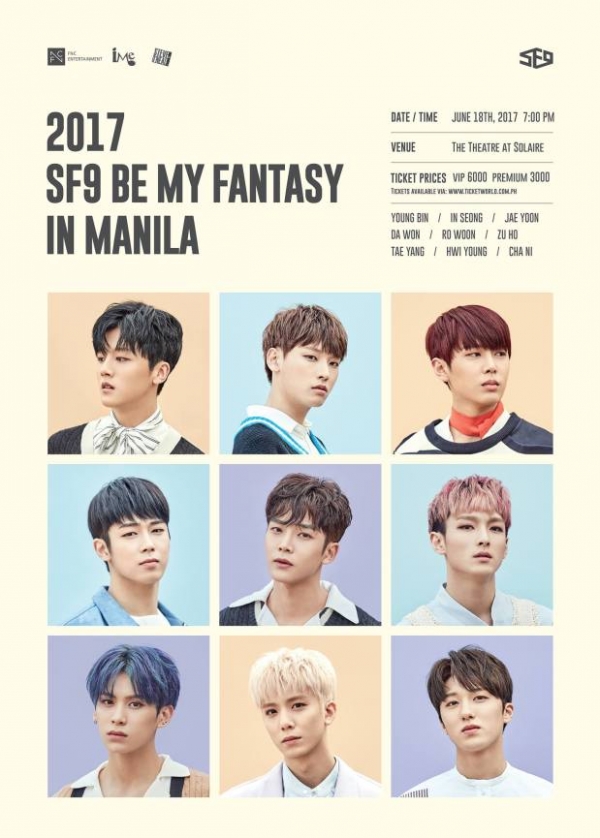 FNC
ENTERTAINMENT
iMe
SF9
2017
SF9 BE MY FANTASY
IN MANILA
DATE / TIME JUNE 18TH, 2017 7:00 PM
VENUE THE THEATRE AT SOLAIRE
TICKET PRICES VIP 6000 PREMIUM 3000
TICKETS AVAILABLE VIA: WWW.TICKETWORLD.COM.PH
YOUNG BIN / IN SEONG / JAE YOON
DA WON / RO WOON / ZU HO
TAE YANG / HWI YOUNG / CHA NI